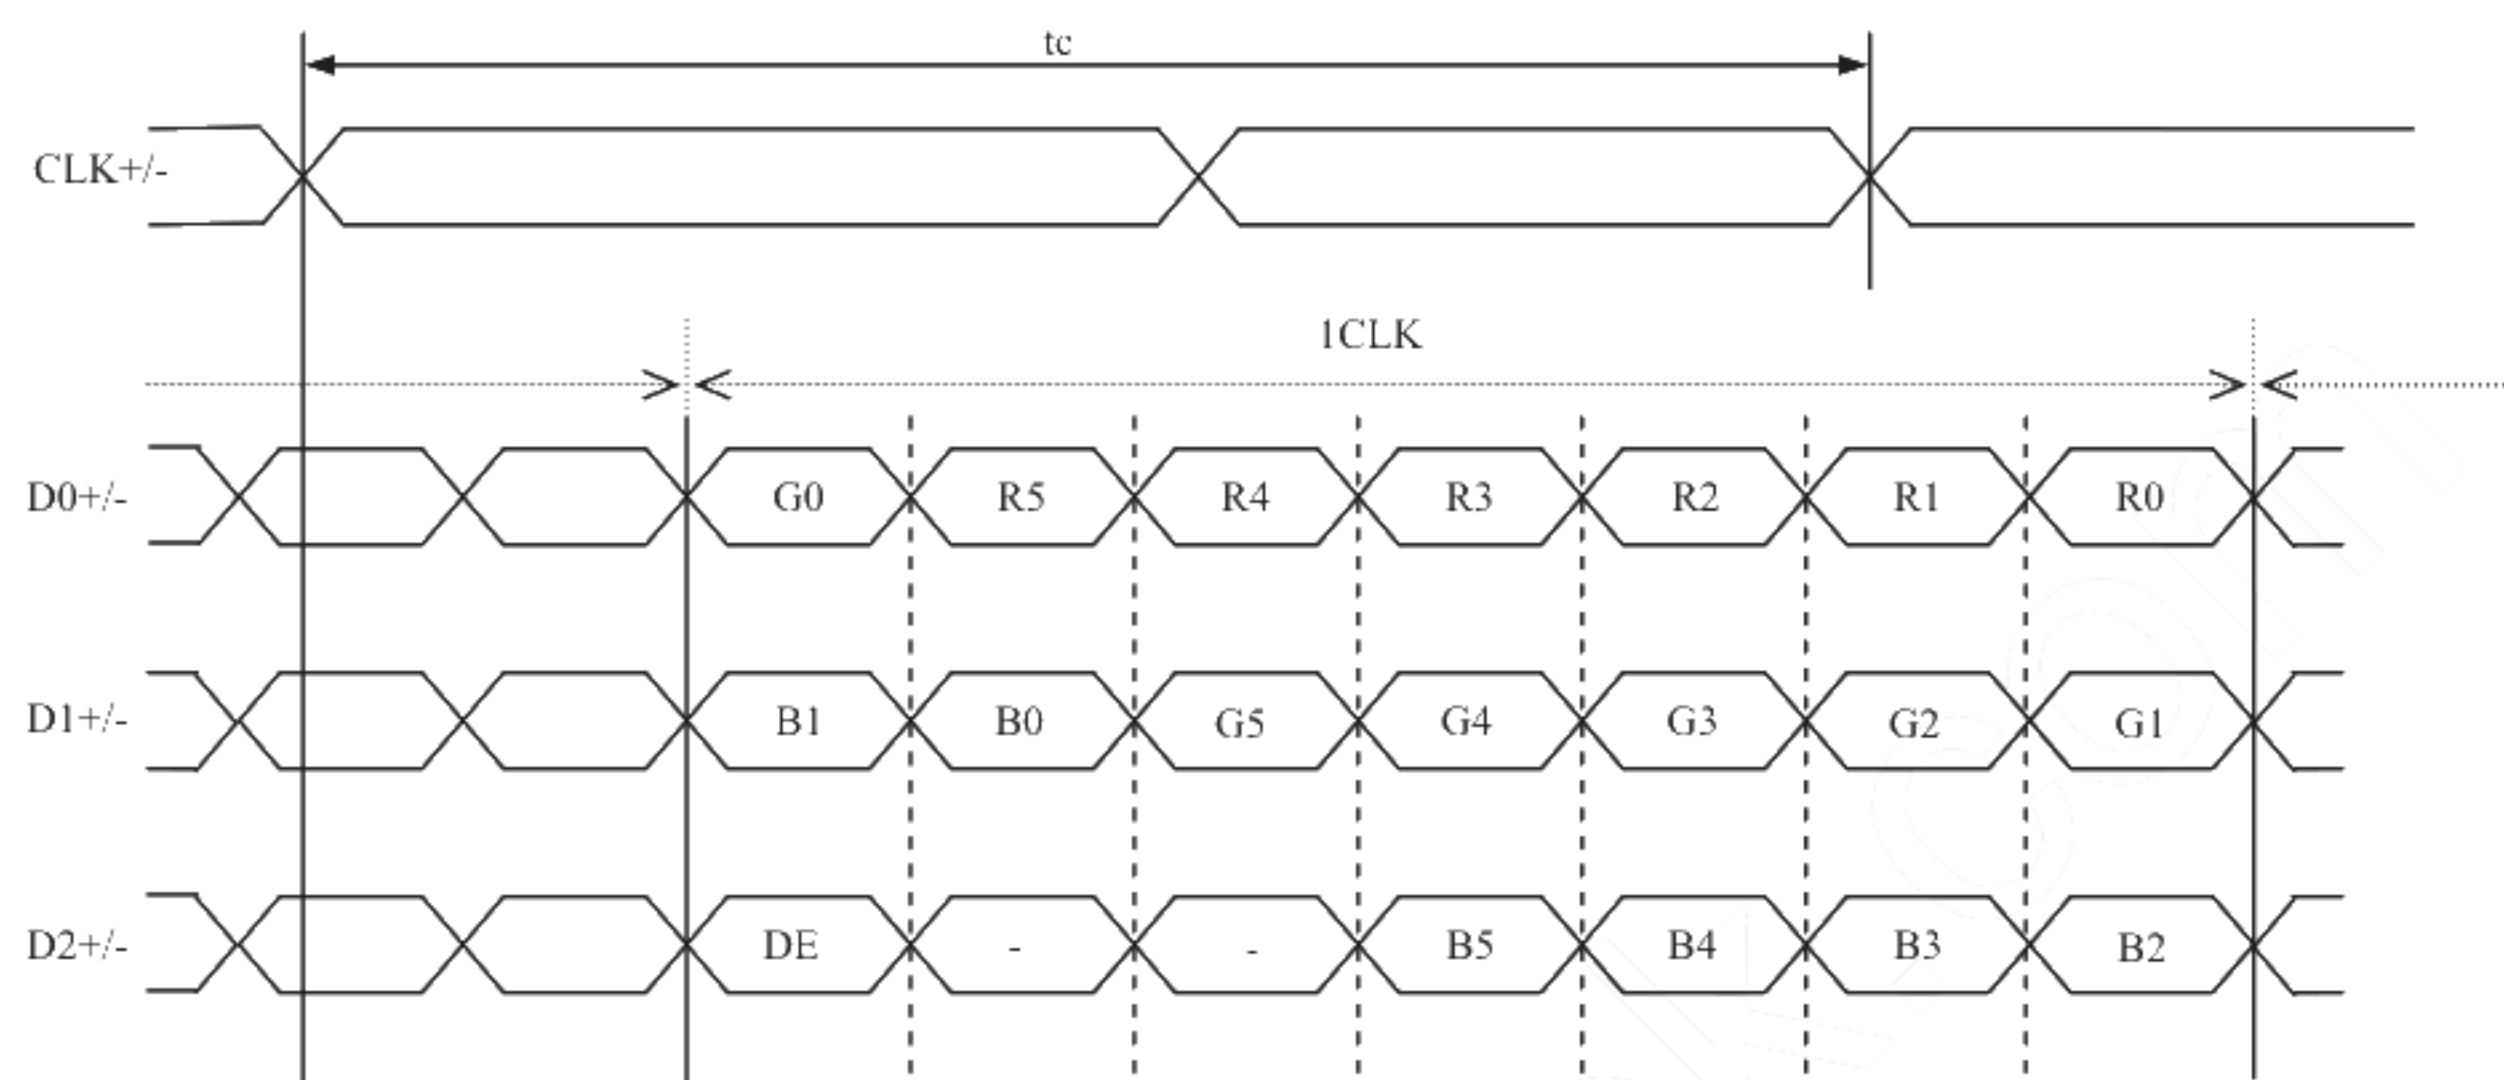 tc
CLK+/-
1CLK
D0+/- G0 R5 R4 R3 R2 R1 R0
D1+/- B1 B0 G5 G4 G3 G2 G1
D2+/- DE - - B5 B4 B3 B2